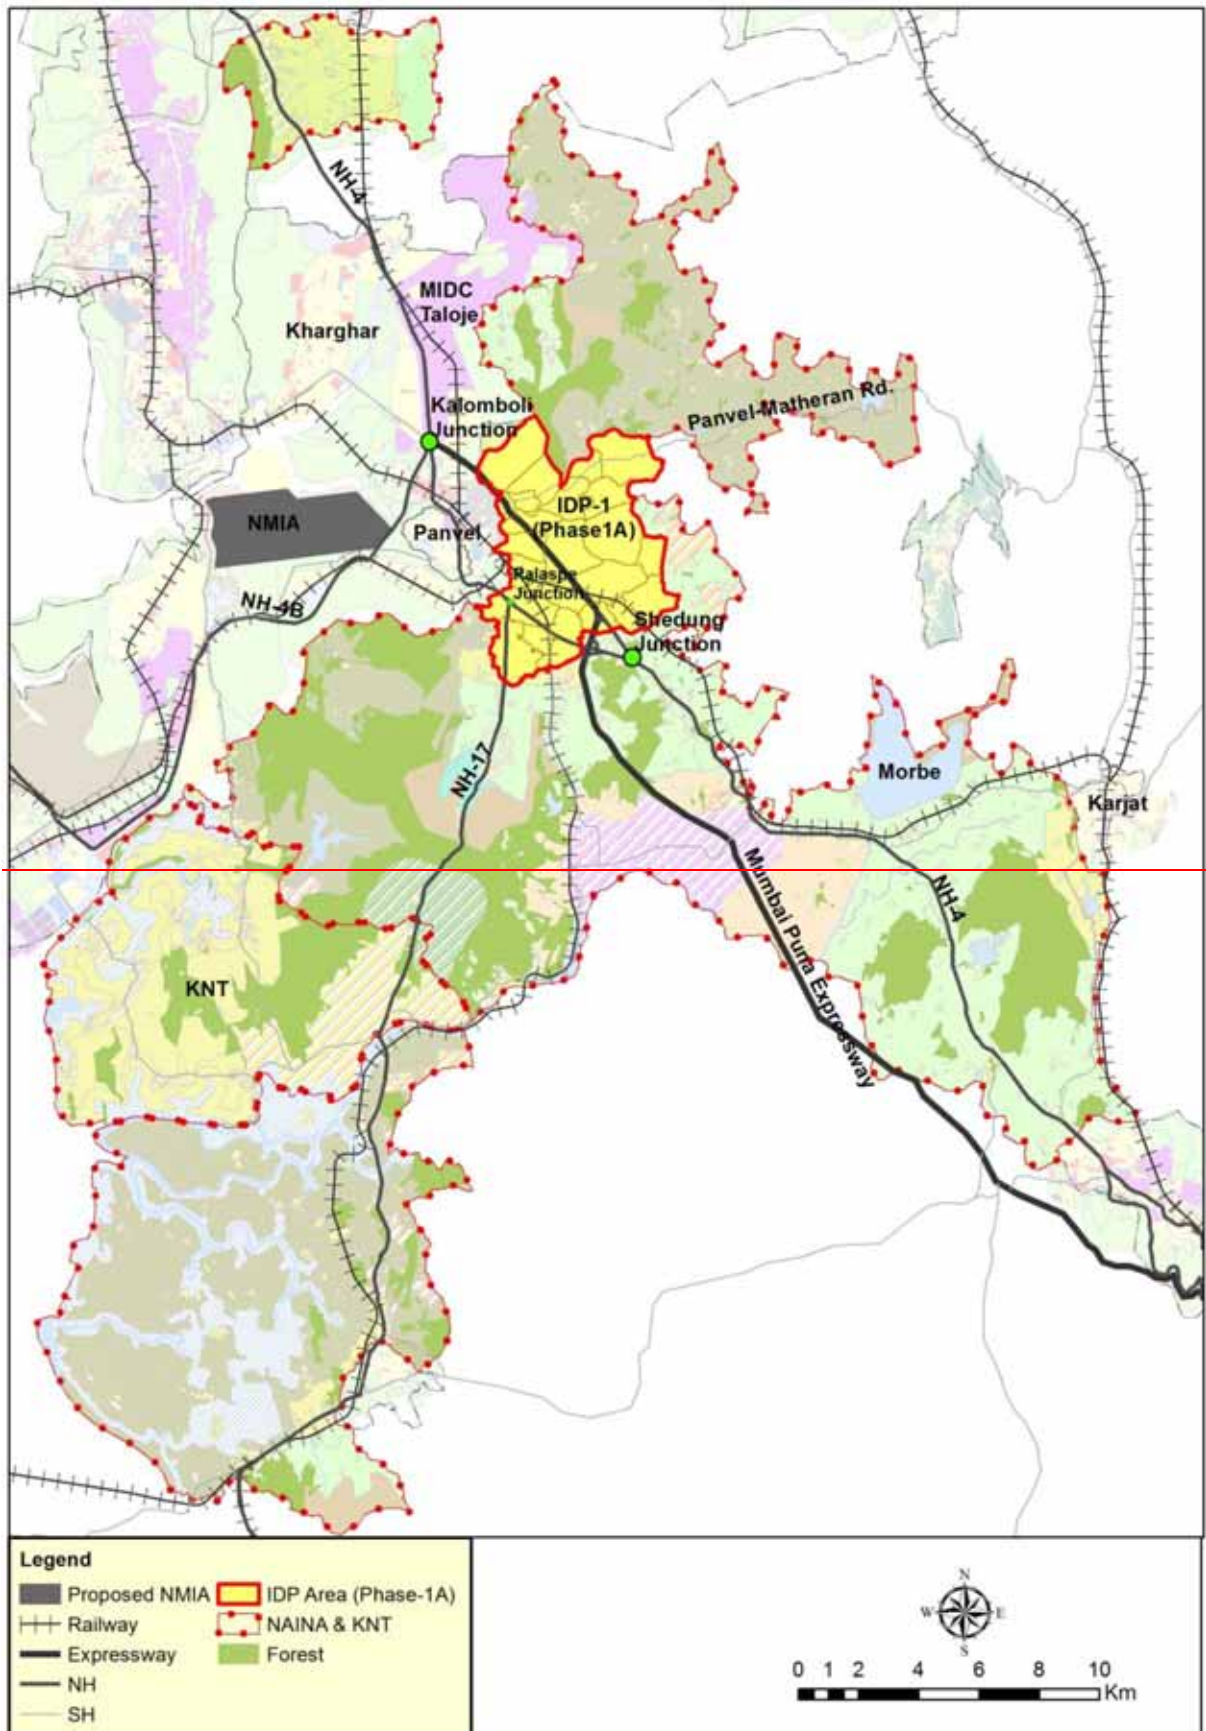 NH-4
MIDC
Taloje
Kharghar
Panvel-Matheran Rd.
Kalomboli
Junction
IDP-1
(Phase1A)
NMIA
Panvel
Palaspe
Junction
NH-4B
Shedung
Junction
NH-17
Morbe
Karjat
Mumbai Puna Expressway
NH-4
KNT
Legend
Proposed NMIA
IDP Area (Phase-1A)
Railway
NAINA & KNT
Expressway
Forest
NH
SH
N
W E
S
0 1 2 4 6 8 10
Km